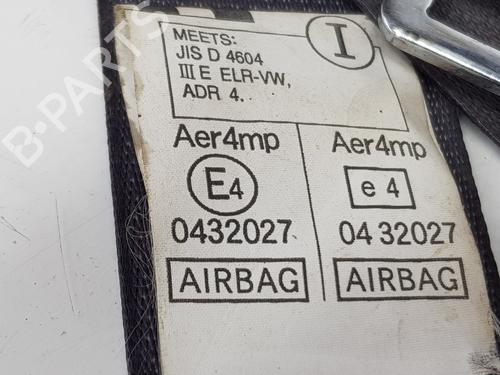 MEETS:
JIS D 4604
III E ELR-VW,
ADR 4.
I
Aer4mp
E4
0432027
AIRBAG
Aer4mp
e 4
04 32027
AIRBAG
B-PARTS